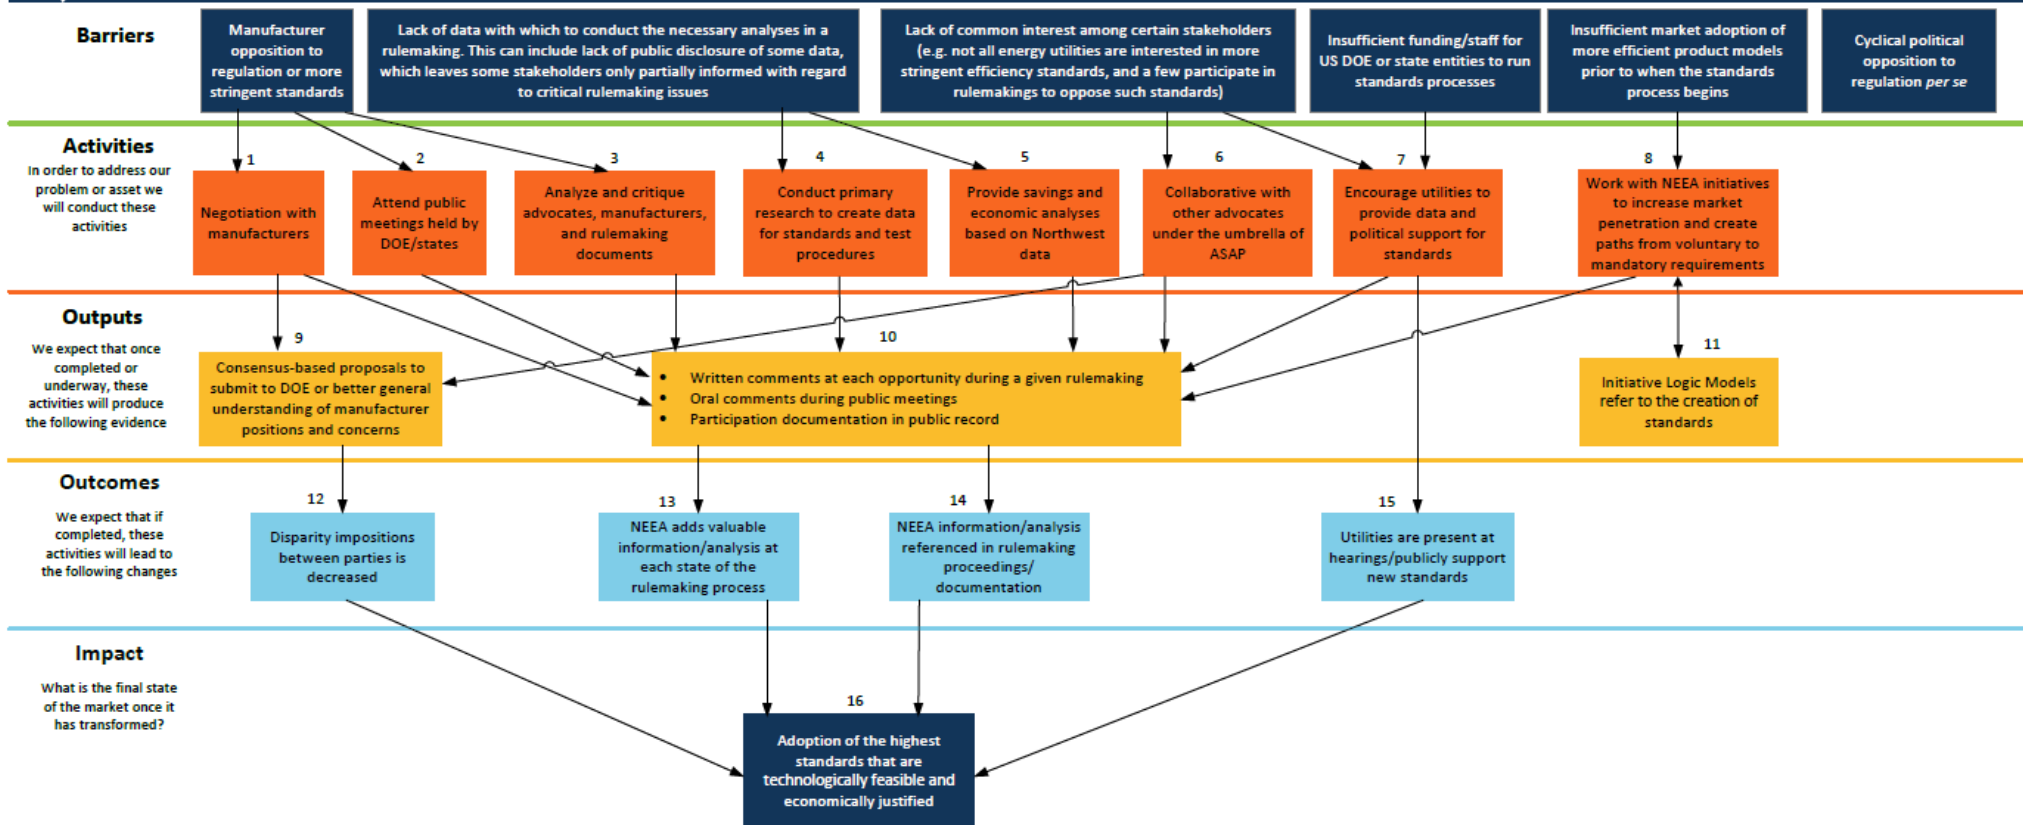 Barriers
Manufacturer
opposition to
regulation or more
stringent standards
Lack of data with which to conduct the necessary analyses in a
rulemaking. This can include lack of public disclosure of some data,
which leaves some stakeholders only partially informed with regard
to critical rulemaking issues
Lack of common interest among certain stakeholders
(e.g. not all energy utilities are interested in more
stringent efficiency standards, and a few participate in
rulemakings to oppose such standards)
Insufficient funding/staff for
US DOE or state entities to run
standards processes
Insufficient market adoption of
more efficient product models
prior to when the standards
process begins
Cyclical political
opposition to
regulation per se
Activities
In order to address our
problem or asset we
will conduct these
activities
1
Negotiation with
manufacturers
2
Attend public
meetings held by
DOE/states
3
Analyze and critique
advocates, manufacturers,
and rulemaking
documents
4
Conduct primary
research to create data
for standards and test
procedures
5
Provide savings and
economic analyses
based on Northwest
data
6
Collaborative with
other advocates
under the umbrella of
ASAP
7
Encourage utilities to
provide data and
political support for
standards
8
Work with NEEA initiatives
to increase market
penetration and create
paths from voluntary to
mandatory requirements
Outputs
We expect that once
completed or
underway, these
activities will produce
the following evidence
9
Consensus-based proposals to
submit to DOE or better general
understanding of manufacturer
positions and concerns
10
• Written comments at each opportunity during a given rulemaking
• Oral comments during public meetings
• Participation documentation in public record
11
Initiative Logic Models
refer to the creation of
standards
Outcomes
We expect that if
completed, these
activities will lead to
the following changes
12
Disparity impositions
between parties is
decreased
13
NEEA adds valuable
information/analysis at
each state of the
rulemaking process
14
NEEA information/analysis
referenced in rulemaking
proceedings/
documentation
15
Utilities are present at
hearings/publicly support
new standards
Impact
What is the final state
of the market once it
has transformed?
16
Adoption of the highest
standards that are
technologically feasible and
economically justified